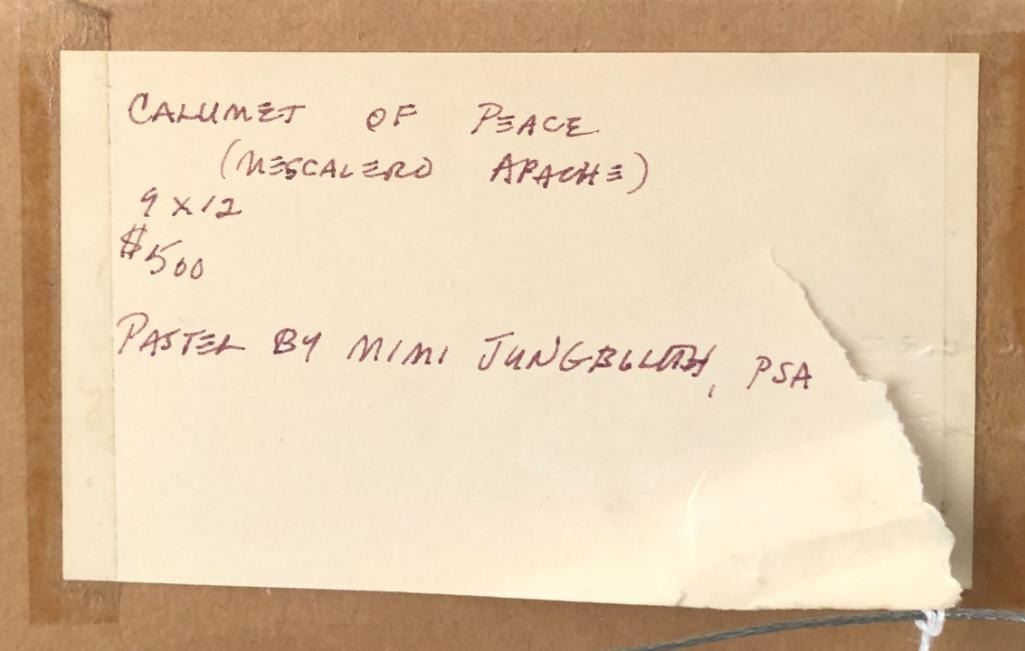 CALUMET OF PEACE
(MESCALERO APACHE)
9 X 12
$500
PASTEL BY MIMI JUNGBLUTH, PSA